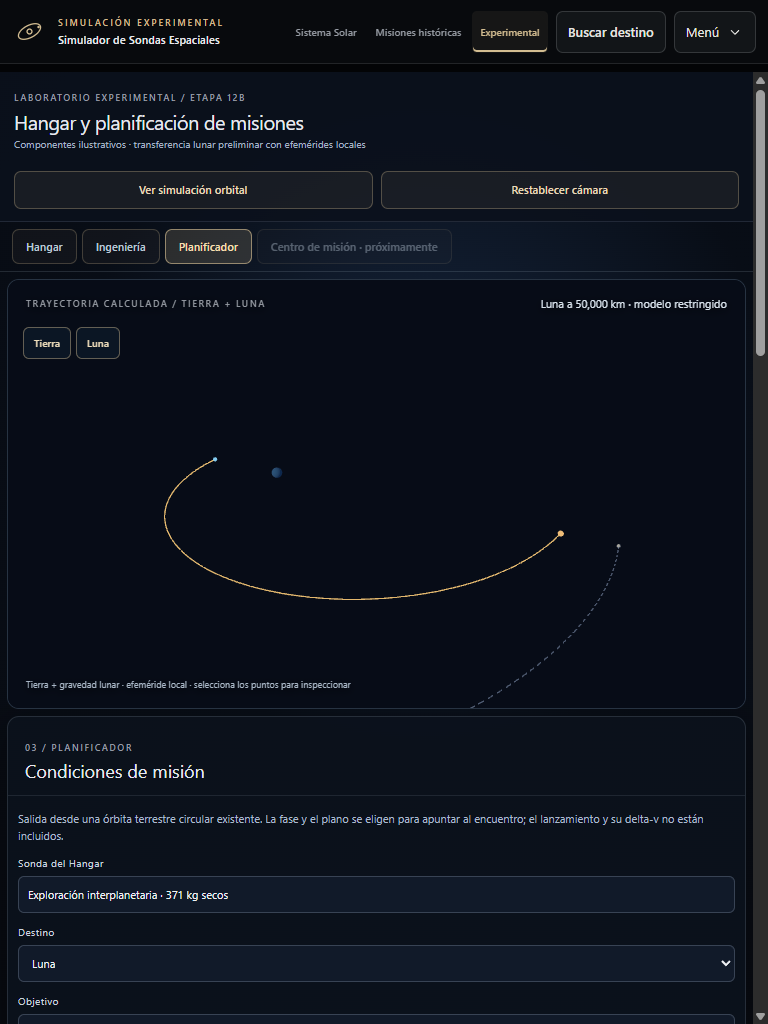 SIMULACIÓN EXPERIMENTAL
Simulador de Sondas Espaciales
Sistema Solar
Misiones históricas
Experimental
Buscar destino
Menú
LABORATORIO EXPERIMENTAL / ETAPA 12B
Hangar y planificación de misiones
Componentes ilustrativos · transferencia lunar preliminar con efemérides locales
Ver simulación orbital
Restablecer cámara
Hangar
Ingeniería
Planificador
Centro de misión · próximamente
TRAYECTORIA CALCULADA / TIERRA + LUNA
Luna a 50,000 km · modelo restringido
Tierra
Luna
Tierra + gravedad lunar · efeméride local · selecciona los puntos para inspeccionar
03 / PLANIFICADOR
Condiciones de misión
Salida desde una órbita terrestre circular existente. La fase y el plano se eligen para apuntar al encuentro; el lanzamiento y su delta-v no están
incluidos.
Sonda del Hangar
Exploración interplanetaria · 371 kg secos
Destino
Luna
Objetivo